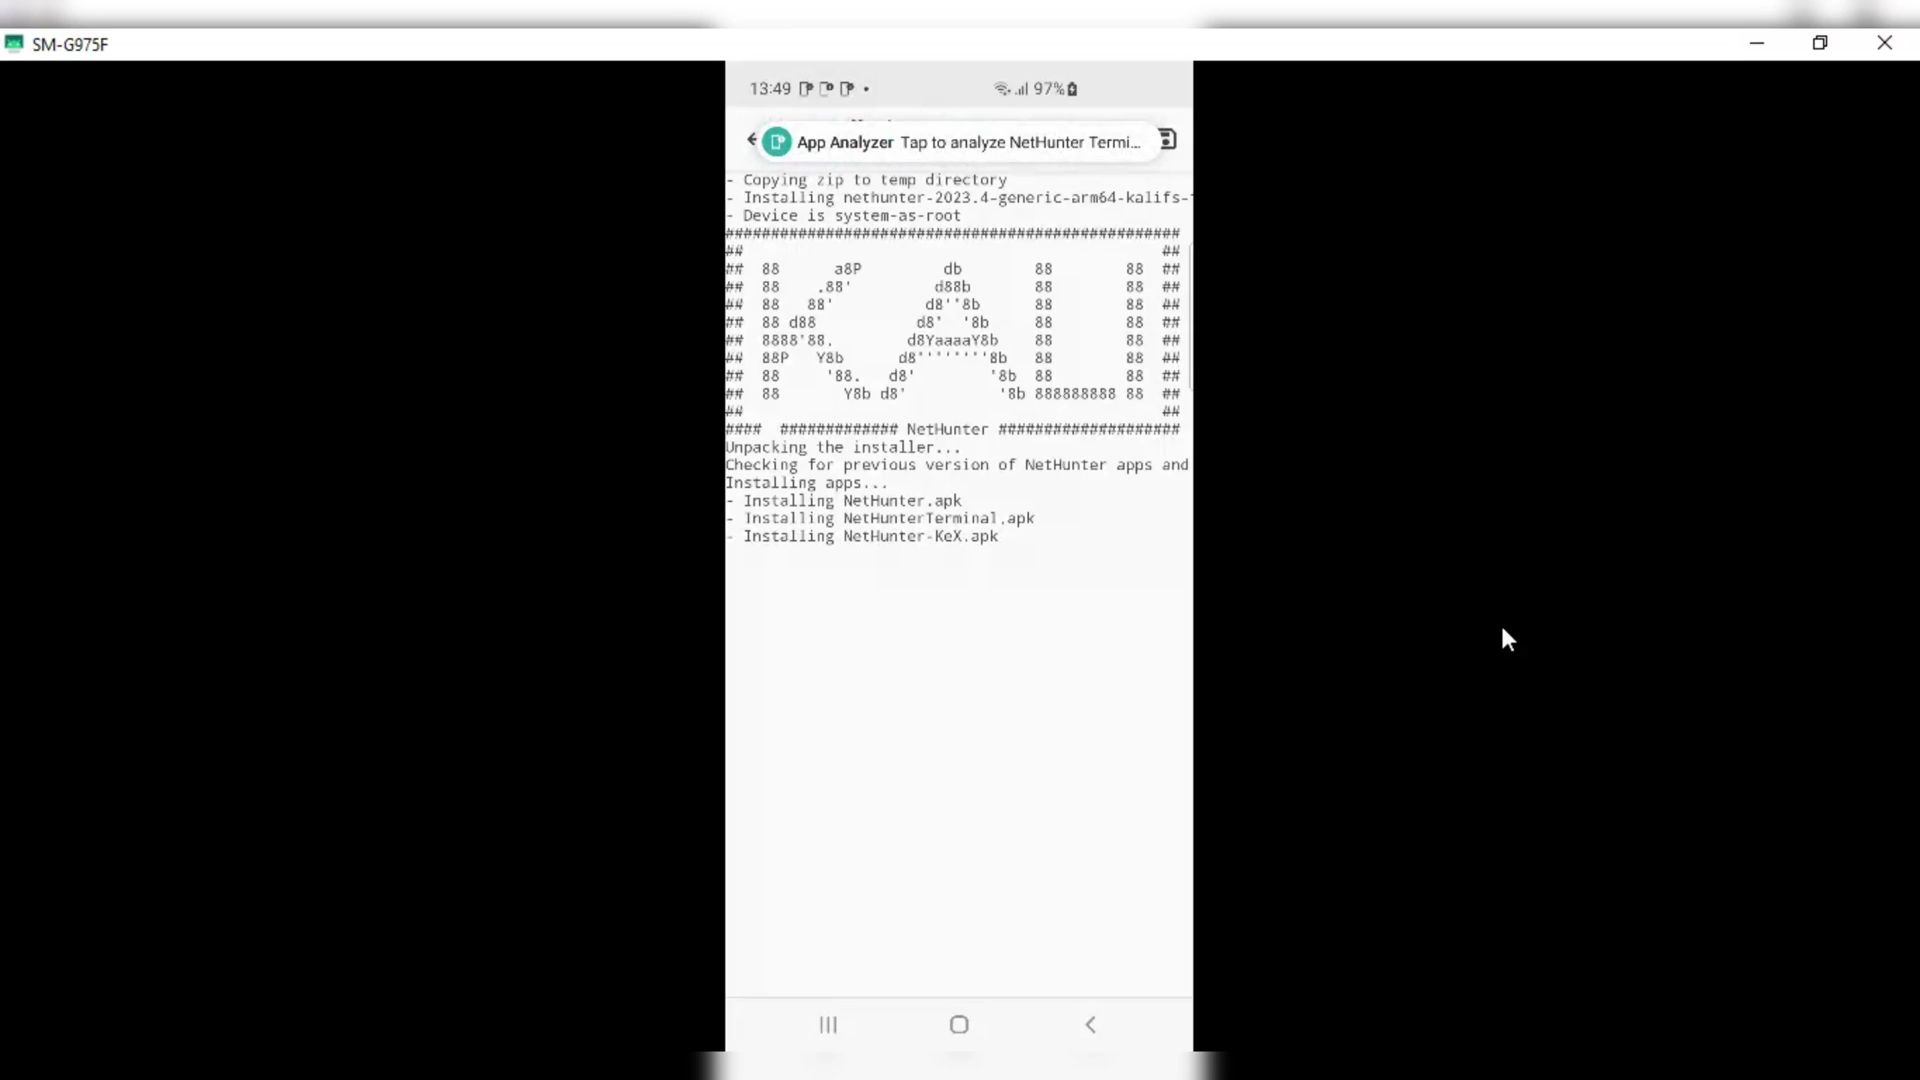 SM-G975F
13:49 97%
App Analyzer Tap to analyze NetHunter Termi...
- Copying zip to temp directory
- Installing nethunter-2023.4-generic-arm64-kalifs-
- Device is system-as-root
##################################################
##                                              ##
##  88      a8P         db        88        88  ##
##  88    .88'         d88b       88        88  ##
##  88   88'          d8''8b      88        88  ##
##  88 d88           d8'  '8b     88        88  ##
##  8888'88.        d8YaaaaY8b    88        88  ##
##  88P   Y8b      d8''''''''8b   88        88  ##
##  88     '88.   d8'        '8b  88        88  ##
##  88       Y8b d8'          '8b 888888888 88  ##
##                                              ##
####  ############# NetHunter ####################
Unpacking the installer...
Checking for previous version of NetHunter apps and
Installing apps...
- Installing NetHunter.apk
- Installing NetHunterTerminal.apk
- Installing NetHunter-KeX.apk